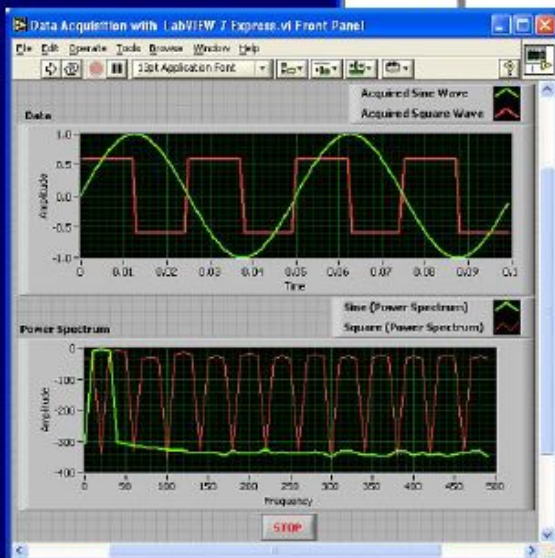 Data Acquisition with LabVIEW 7 Express.vi Front Panel
File Edit Operate Tools Browse Window Help
13pt Application Font
Acquired Sine Wave
Acquired Square Wave
Data
Amplitude
1.0
0.5
0.0
-0.5
-1.0
0 0.01 0.02 0.03 0.04 0.05 0.06 0.07 0.08 0.09 0.1
Time
Sine (Power Spectrum)
Square (Power Spectrum)
Power Spectrum
Amplitude
0
-100
-200
-300
-400
0 50 100 150 200 250 300 350 400 450 500
Frequency
STOP